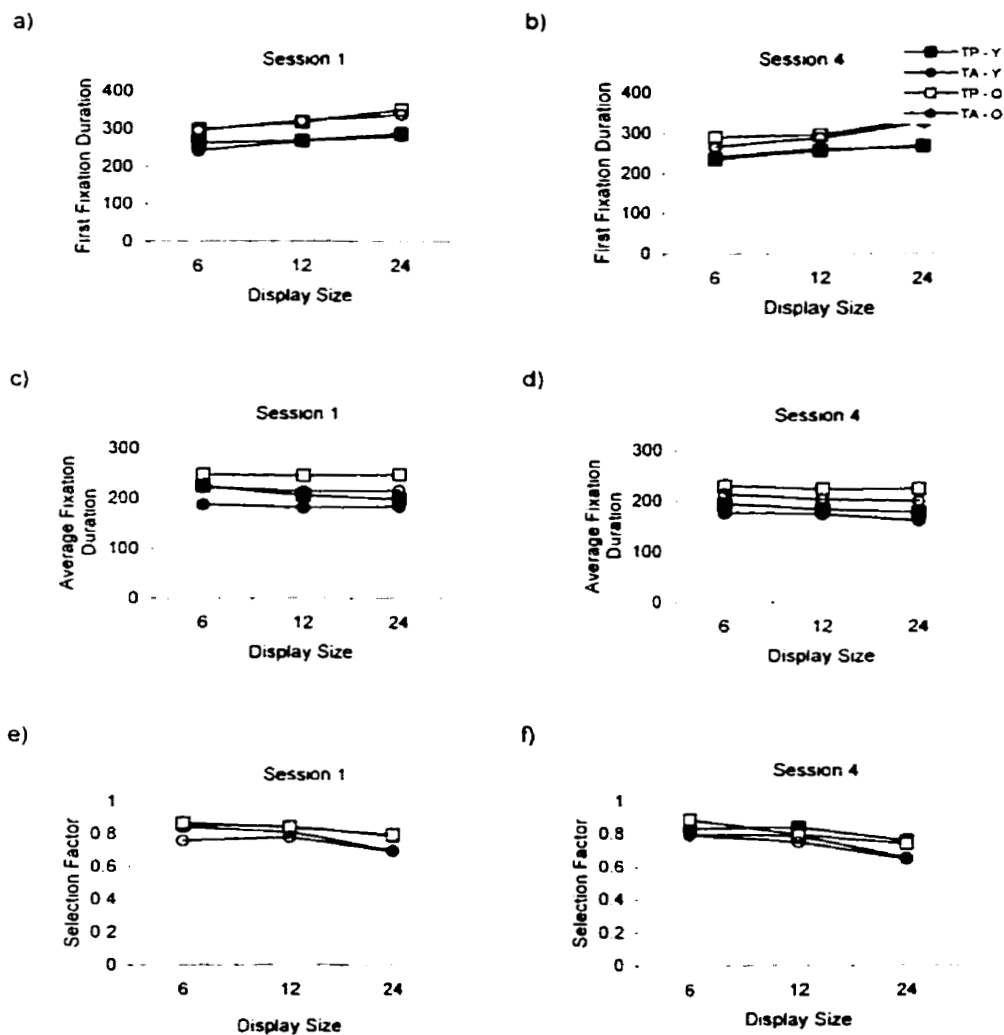 a)
Session 1
First Fixation Duration
400
300
200
100
0
6 12 24
Display Size
b)
Session 4
TP - Y
TA - Y
TP - O
TA - O
First Fixation Duration
400
300
200
100
0
6 12 24
Display Size
c)
Session 1
Average Fixation
Duration
300
200
100
0
6 12 24
Display Size
d)
Session 4
Average Fixation
Duration
300
200
100
0
6 12 24
Display Size
e)
Session 1
Selection Factor
1
0.8
0.6
0.4
0.2
0
6 12 24
Display Size
f)
Session 4
Selection Factor
1
0.8
0.6
0.4
0.2
0
6 12 24
Display Size